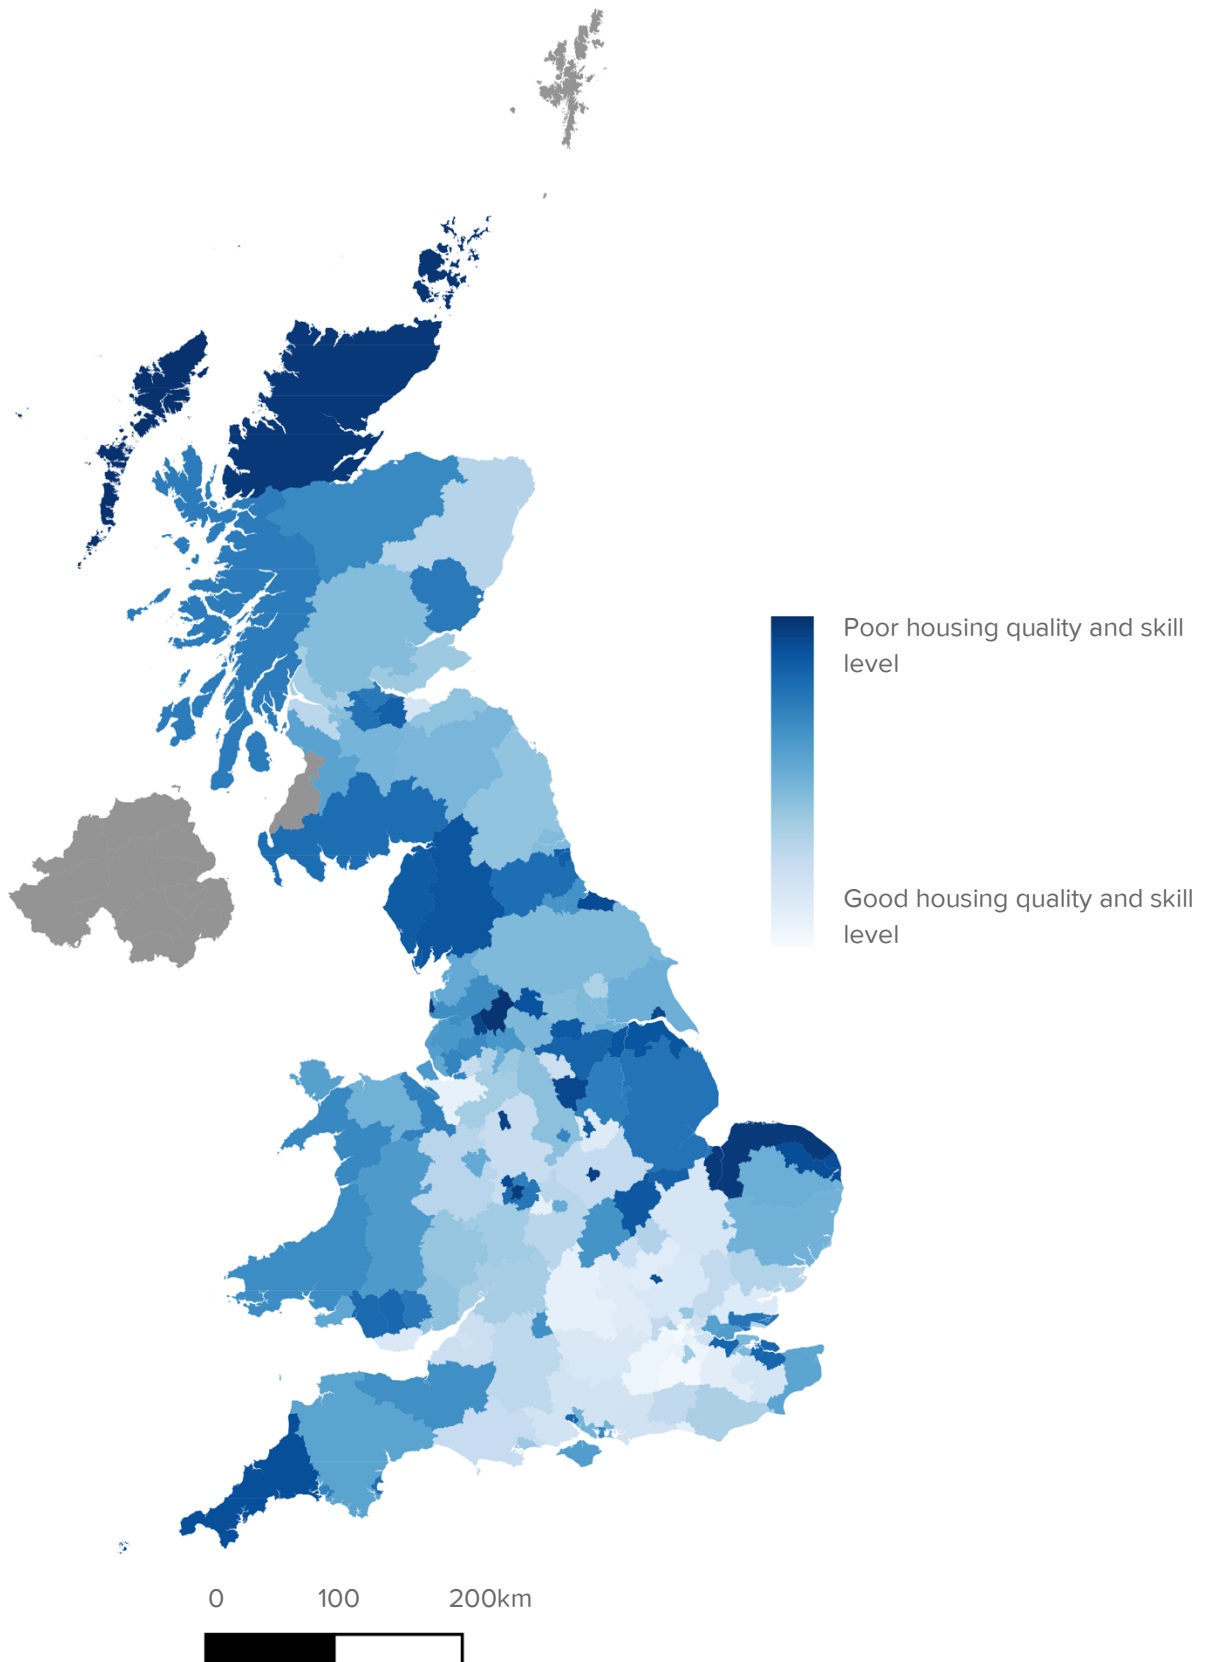 Poor housing quality and skill
level
Good housing quality and skill
level
0 100 200km